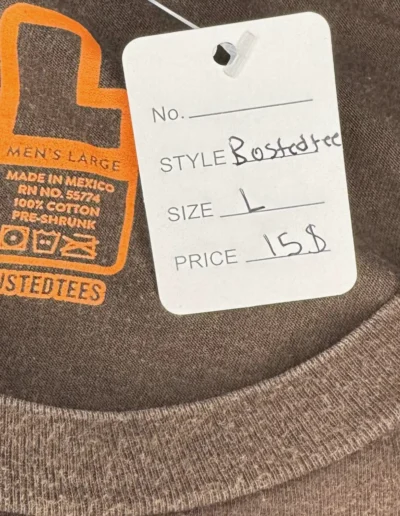 MEN'S LARGE
MADE IN MEXICO
RN NO 55774
100% COTTON
PRE-SHRUNK
USTEDTEES
No.
STYLE Bostedtee
SIZE L
PRICE 15$